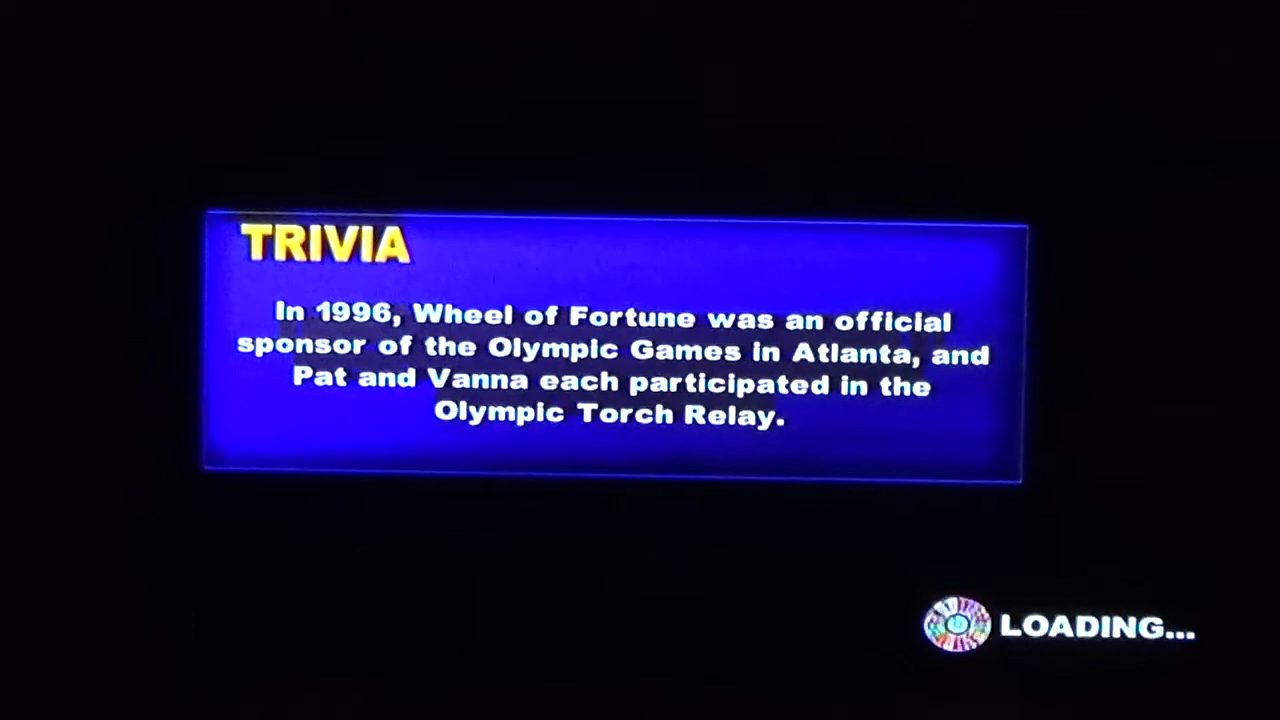 TRIVIA
In 1996, Wheel of Fortune was an official
sponsor of the Olympic Games in Atlanta, and
Pat and Vanna each participated in the
Olympic Torch Relay.
LOADING...